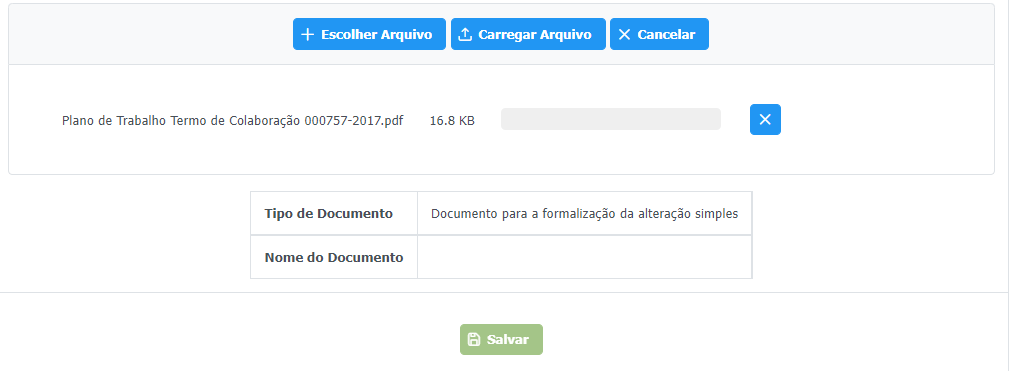 Escolher Arquivo Carregar Arquivo Cancelar
Plano de Trabalho Termo de Colaboração 000757-2017.pdf 16.8 KB
Tipo de Documento Documento para a formalização da alteração simples
Nome do Documento
Salvar